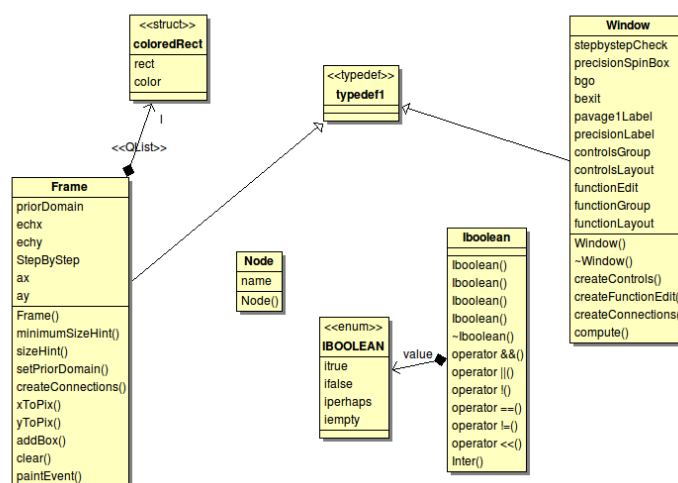 <<struct>>
coloredRect
rect
color
l
<<QList>>
Frame
priorDomain
echx
echy
StepByStep
ax
ay
Frame()
minimumSizeHint()
sizeHint()
setPriorDomain()
createConnections()
xToPix()
yToPix()
addBox()
clear()
paintEvent()
<<typedef>>
typedef1
Node
name
Node()
<<enum>>
IBOOLEAN
itrue
ifalse
iperhaps
iempty
value
Iboolean
Iboolean()
Iboolean()
Iboolean()
Iboolean()
~Iboolean()
operator &&()
operator ||()
operator !()
operator ==()
operator !=()
operator <<()
Inter()
Window
stepbystepCheck
precisionSpinBox
bgo
bexit
pavage1Label
precisionLabel
controlsGroup
controlsLayout
functionEdit
functionGroup
functionLayout
Window()
~Window()
createControls()
createFunctionEdit(
createConnections(
compute()